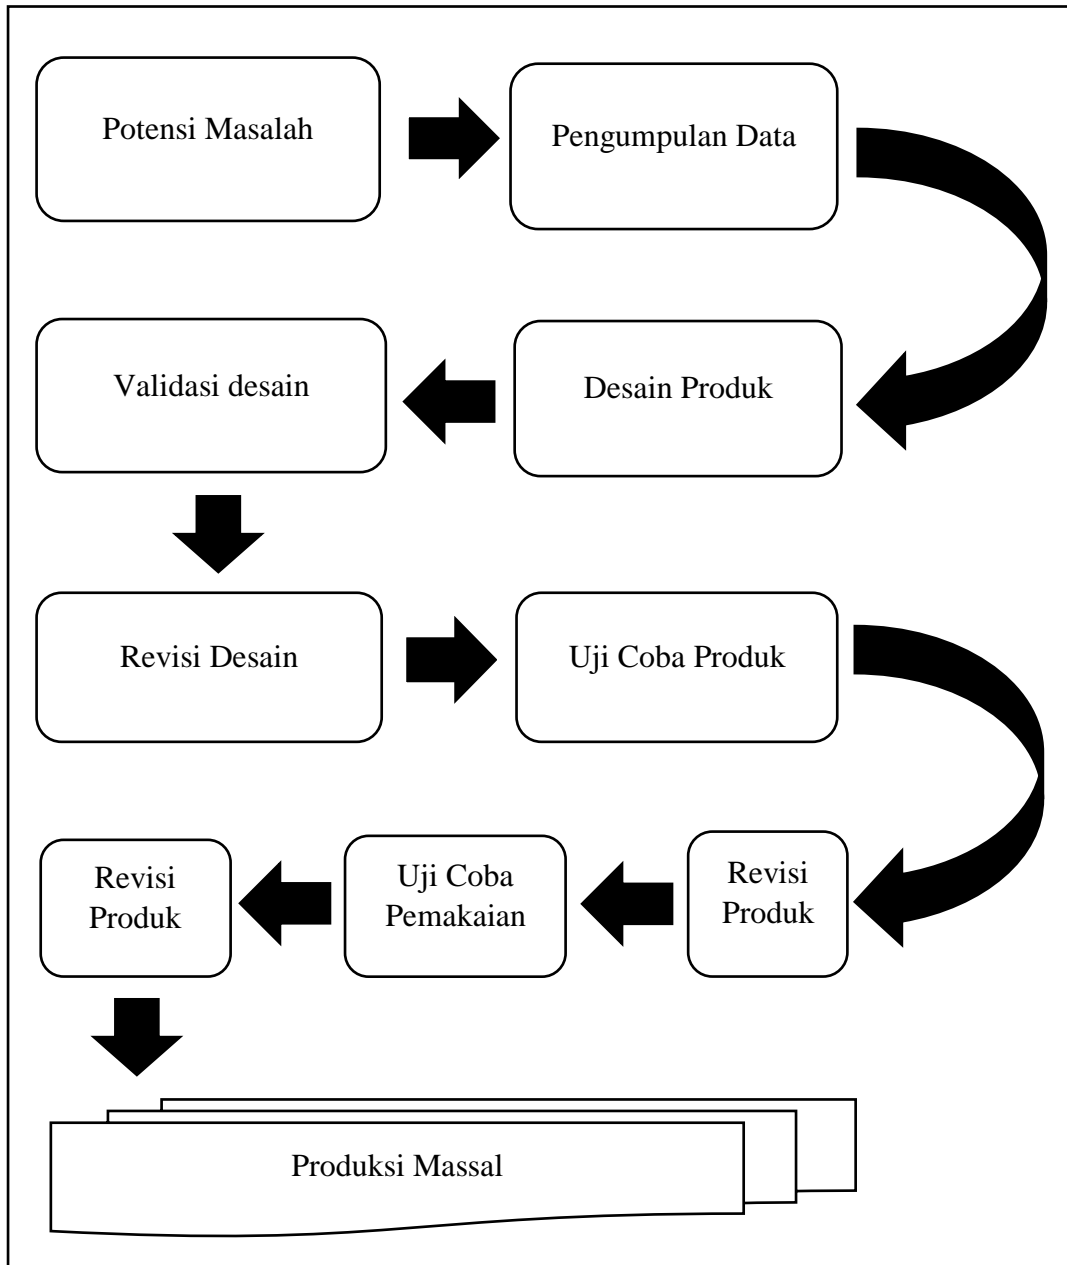 Potensi Masalah
Pengumpulan Data
Desain Produk
Validasi desain
Revisi Desain
Uji Coba Produk
Revisi
Produk
Uji Coba
Pemakaian
Revisi
Produk
Produksi Massal